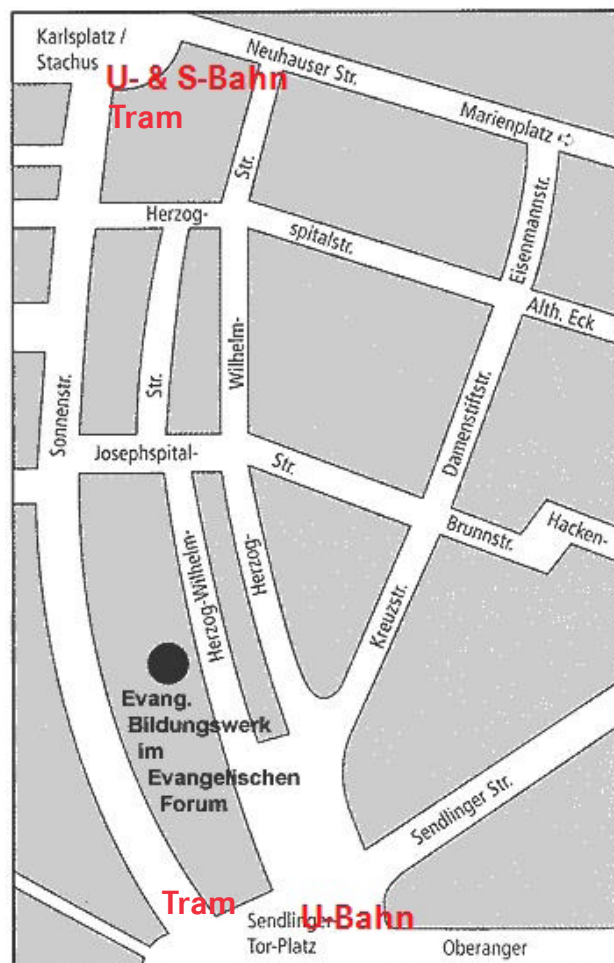 Karlsplatz /
Stachus
U- & S-Bahn
Tram
Neuhauser Str.
Marienplatz
Str.
Herzog-
spitalstr.
Eisenmannstr.
Alth. Eck
Wilhelm-
Str.
Sonnenstr.
Damenstiftstr.
Josephspital-
Str.
Brunnstr.
Hacken-
Herzog-Wilhelm-
Herzog-
Kreuzstr.
Evang.
Bildungswerk
im
Evangelischen
Forum
Sendlinger Str.
Tram
U-Bahn
Sendlinger-
Tor-Platz
Oberanger